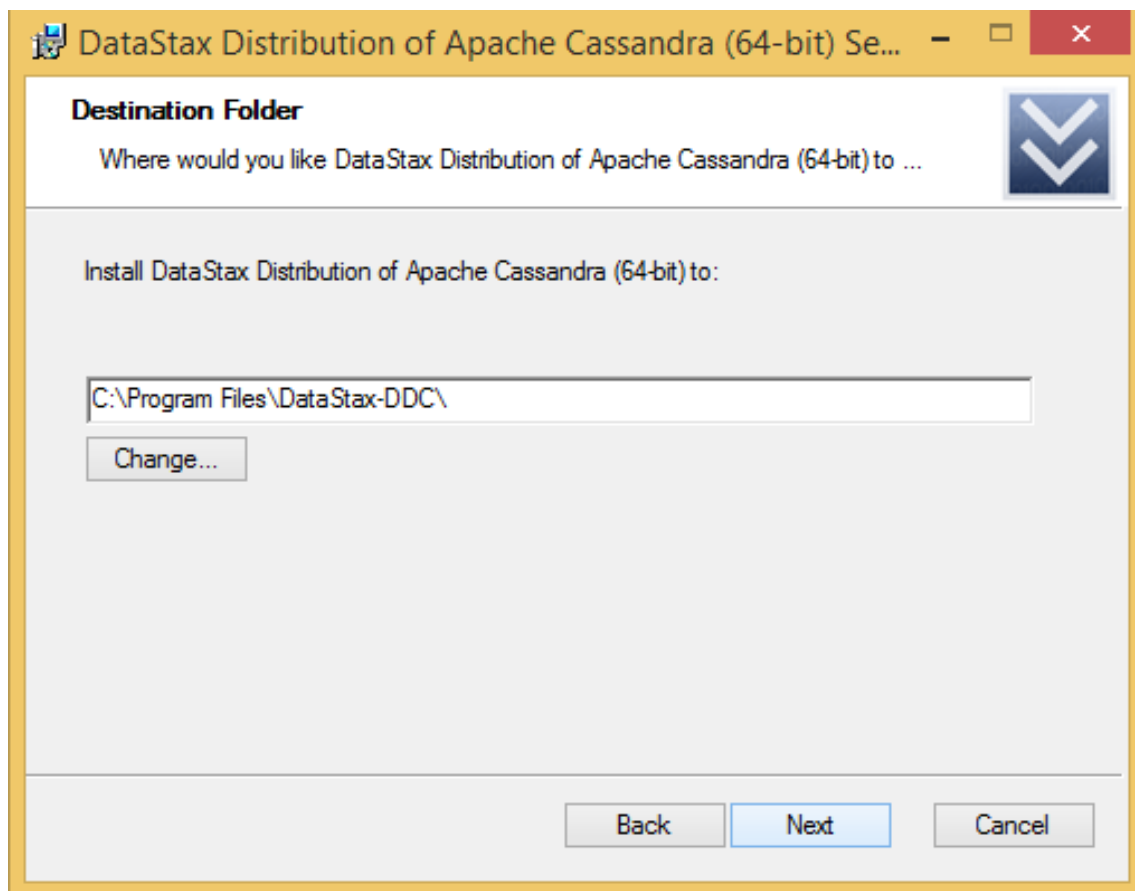 DataStax Distribution of Apache Cassandra (64-bit) Se...
Destination Folder
Where would you like DataStax Distribution of Apache Cassandra (64-bit) to ...
Install DataStax Distribution of Apache Cassandra (64-bit) to:
C:\Program Files\DataStax-DDC\
Change...
Back Next Cancel